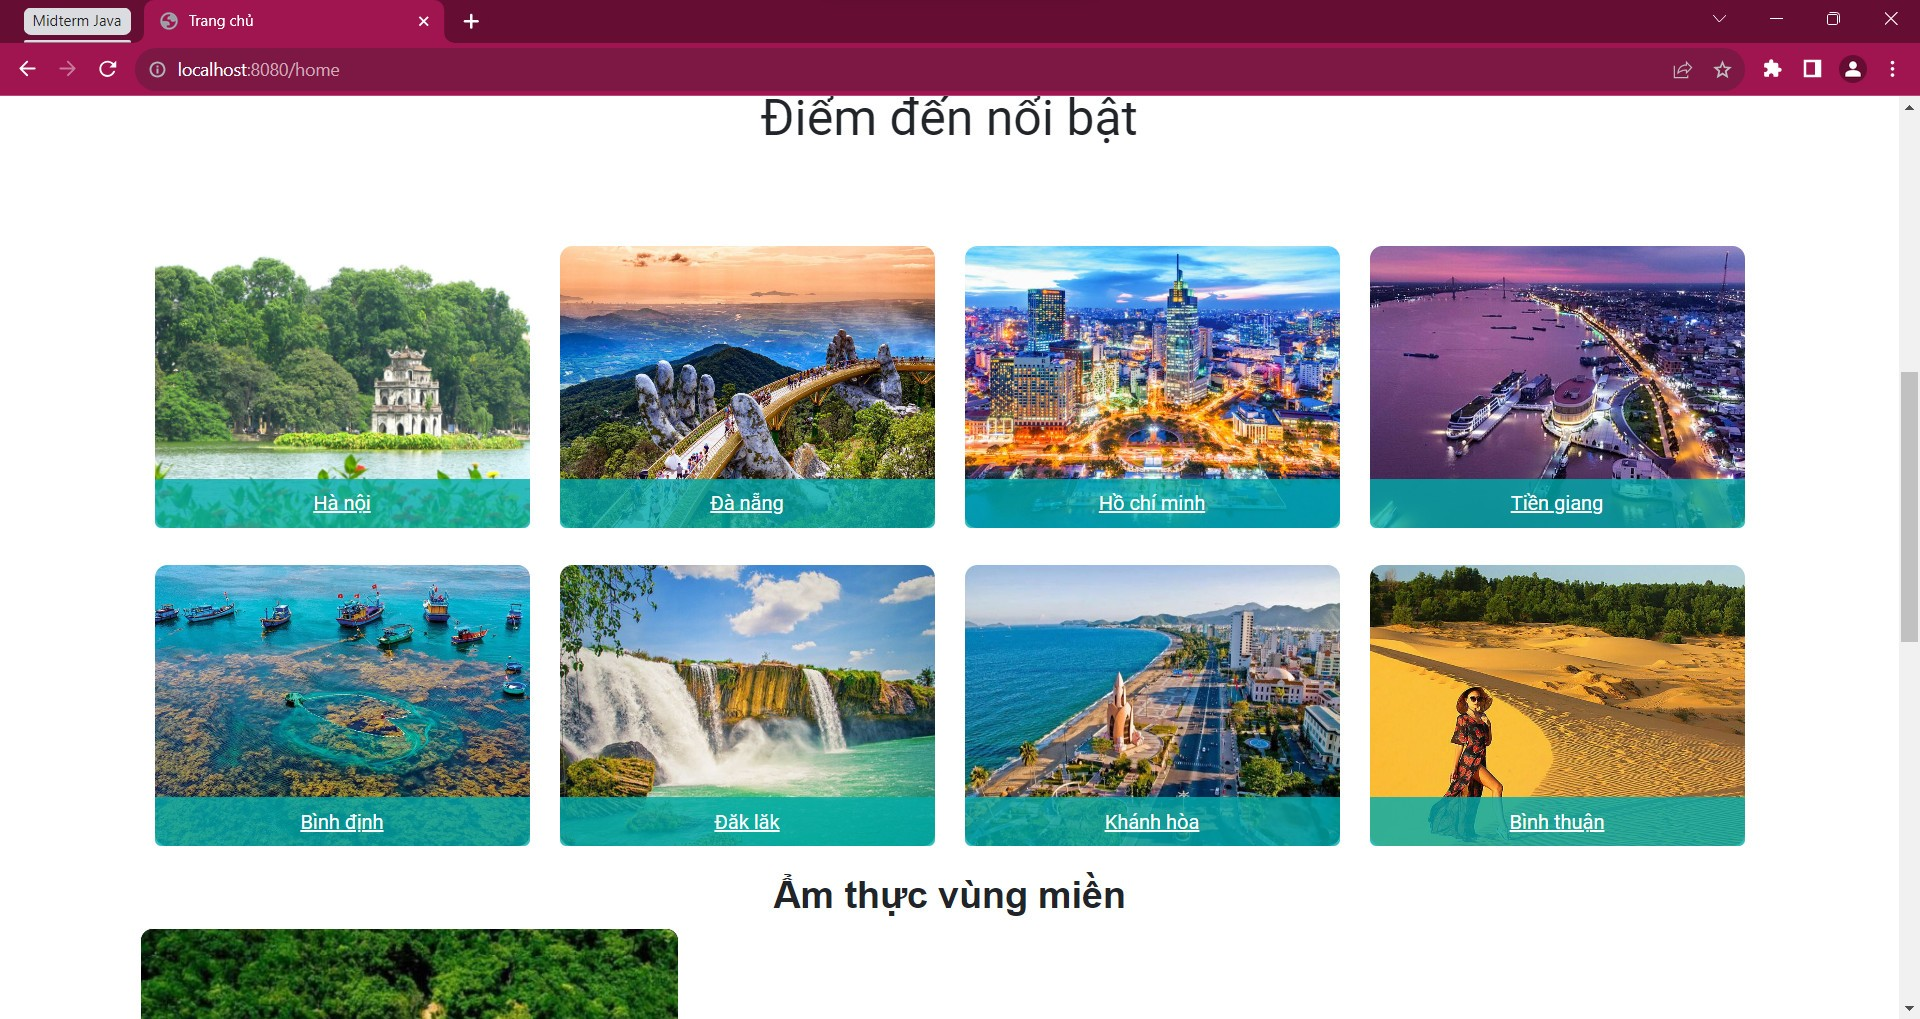 Midterm Java
Trang chủ
localhost:8080/home
Điểm đến nổi bật
Hà nội
Đà nẵng
Hồ chí minh
Tiền giang
Bình định
Đăk lăk
Khánh hòa
Bình thuận
Ẩm thực vùng miền